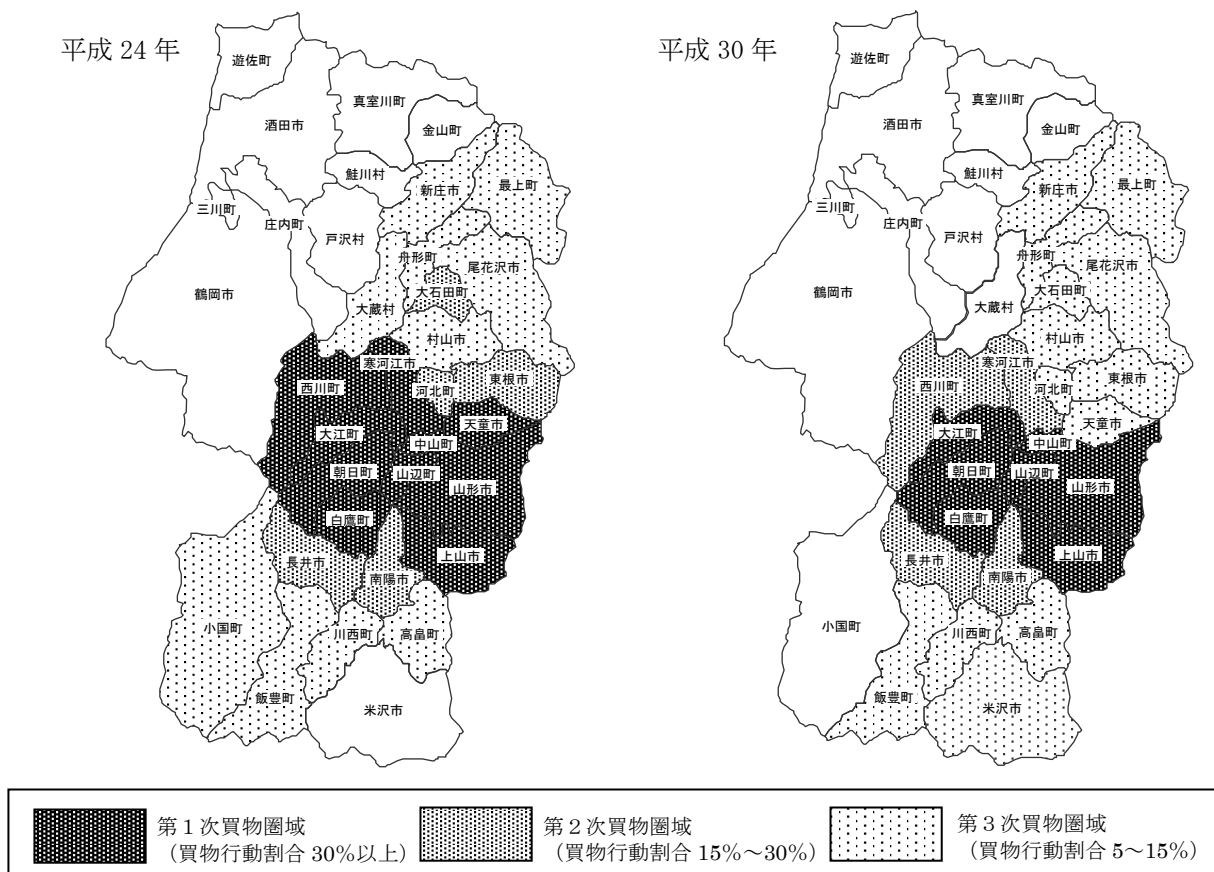 平成 24 年
遊佐町
真室川町
酒田市
金山町
鮭川村
新庄市
最上町
三川町
庄内町
戸沢村
舟形町
尾花沢市
鶴岡市
大石田町
大蔵村
村山市
寒河江市
西川町
河北町
東根市
天童市
大江町
中山町
朝日町
山辺町
山形市
白鷹町
上山市
長井市
南陽市
小国町
川西町
高畠町
飯豊町
米沢市
平成 30 年
遊佐町
真室川町
酒田市
金山町
鮭川村
新庄市
最上町
三川町
庄内町
戸沢村
舟形町
尾花沢市
鶴岡市
大石田町
大蔵村
村山市
寒河江市
西川町
河北町
東根市
天童市
大江町
中山町
朝日町
山辺町
山形市
白鷹町
上山市
長井市
南陽市
小国町
川西町
高畠町
飯豊町
米沢市
第１次買物圏域
（買物行動割合 30%以上）
第２次買物圏域
（買物行動割合 15%～30%）
第３次買物圏域
（買物行動割合 5～15%）